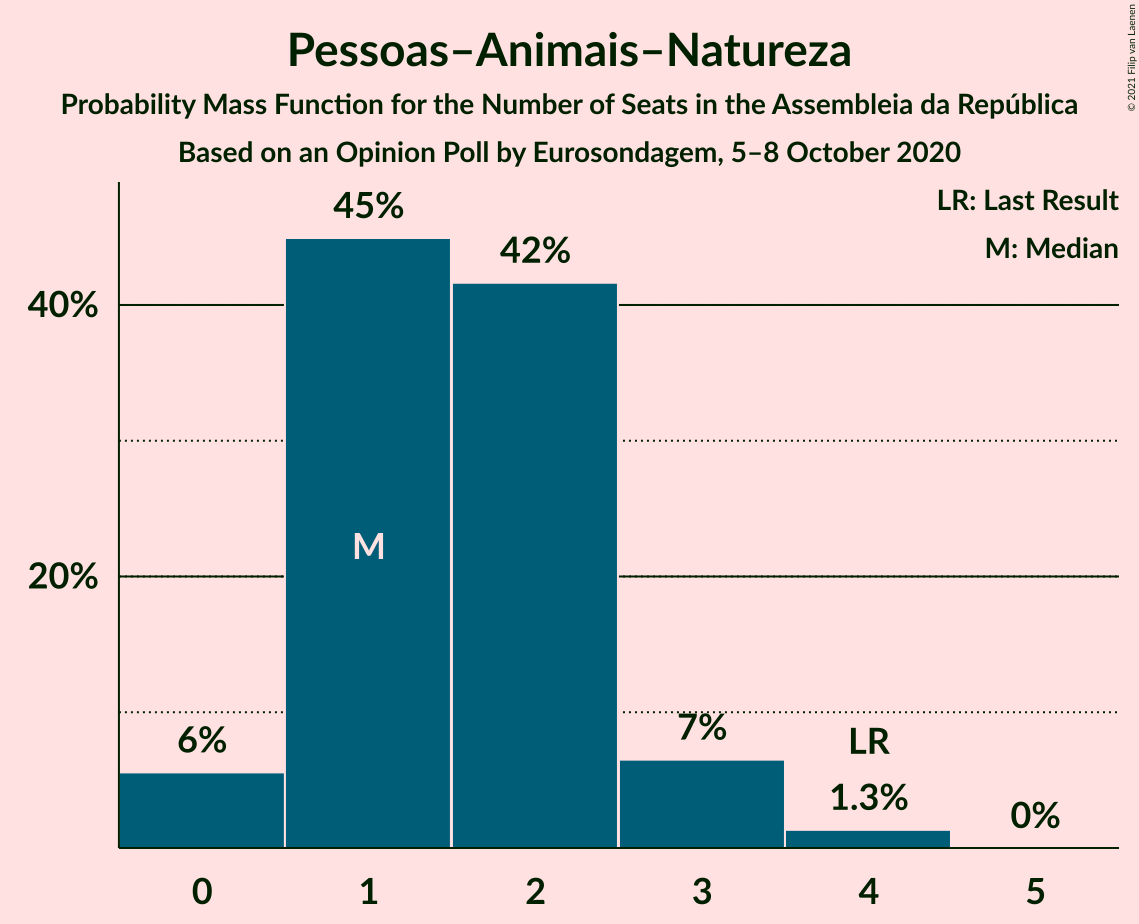 Pessoas–Animais–Natureza
Probability Mass Function for the Number of Seats in the Assembleia da República
Based on an Opinion Poll by Eurosondagem, 5–8 October 2020
© 2021 Filip van Laenen
LR: Last Result
M: Median
45%
42%
40%
M
20%
6%
7%
LR
1.3%
0%
0 1 2 3 4 5